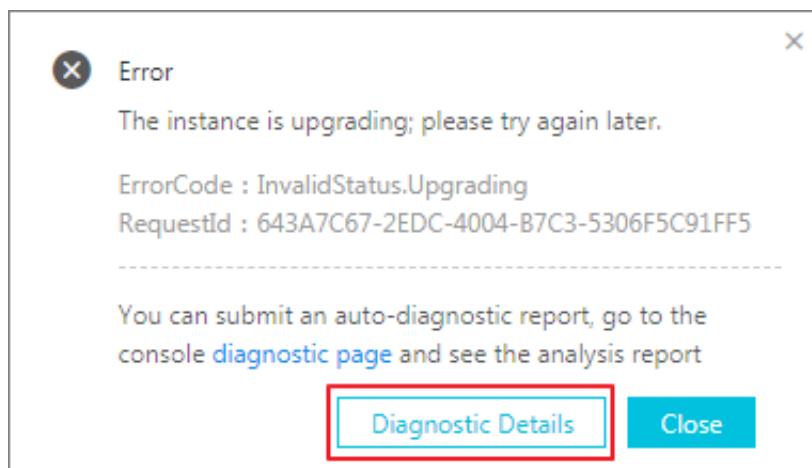 Error
The instance is upgrading; please try again later.
ErrorCode : InvalidStatus.Upgrading
RequestId : 643A7C67-2EDC-4004-B7C3-5306F5C91FF5
You can submit an auto-diagnostic report, go to the
console diagnostic page and see the analysis report
Diagnostic Details
Close